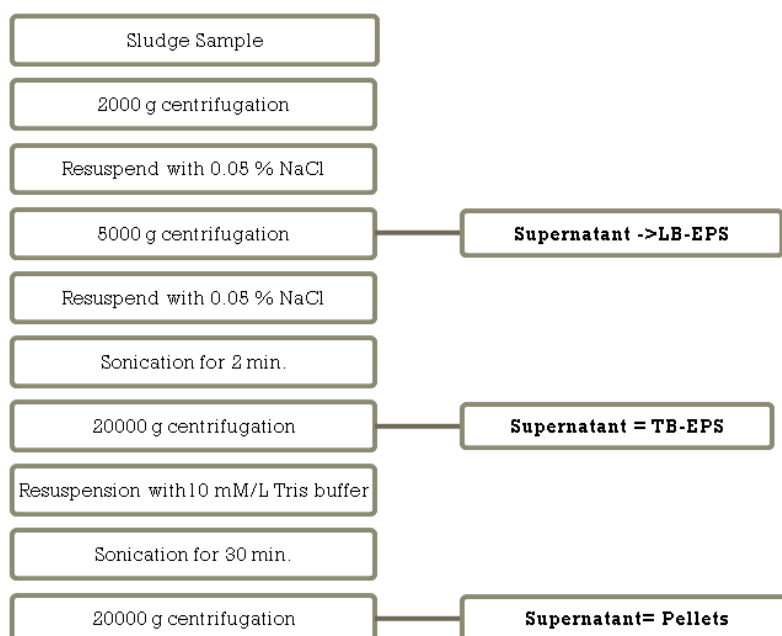 Sludge Sample
2000 g centrifugation
Resuspend with 0.05 % NaCl
5000 g centrifugation
Supernatant ->LB-EPS
Resuspend with 0.05 % NaCl
Sonication for 2 min.
20000 g centrifugation
Supernatant = TB-EPS
Resuspension with10 mM/L Tris buffer
Sonication for 30 min.
20000 g centrifugation
Supernatant= Pellets